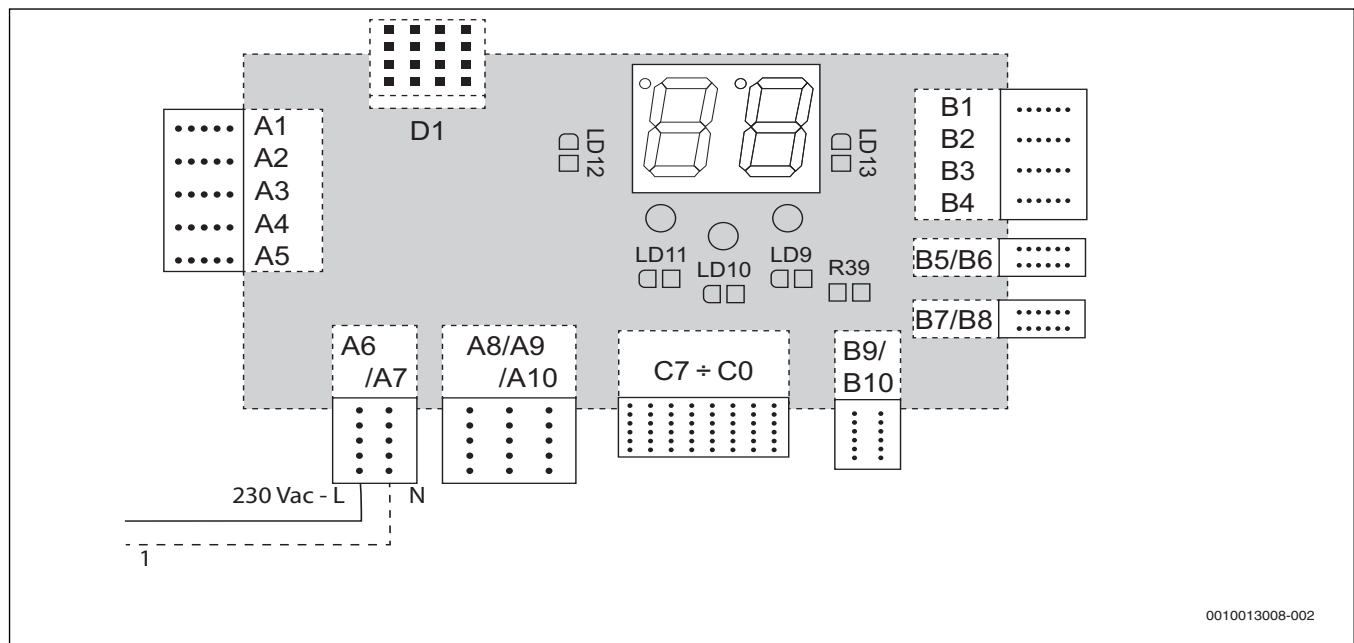 D1
A1
A2
A3
A4
A5
LD12
LD13
B1
B2
B3
B4
B5/B6
B7/B8
LD11
LD10
LD9
R39
A6
/A7
A8/A9
/A10
C7 ÷ C0
B9/
B10
230 Vac - L
N
1
0010013008-002